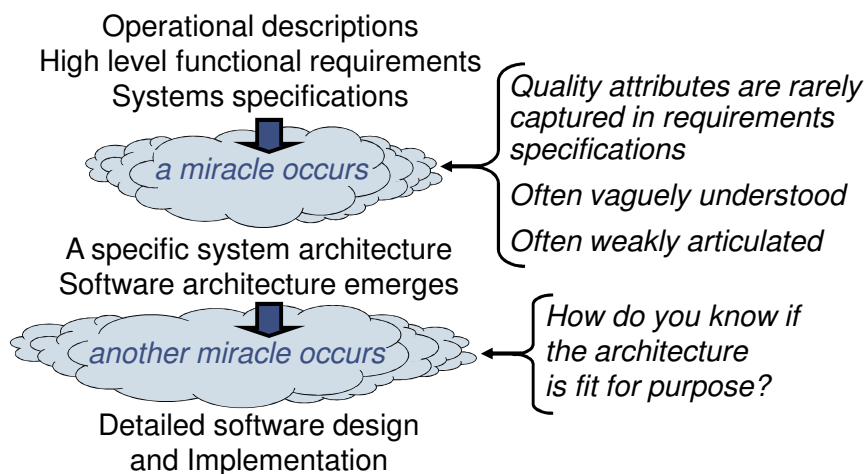 Operational descriptions
High level functional requirements
Systems specifications
a miracle occurs
Quality attributes are rarely
captured in requirements
specifications
Often vaguely understood
Often weakly articulated
A specific system architecture
Software architecture emerges
another miracle occurs
How do you know if
the architecture
is fit for purpose?
Detailed software design
and Implementation